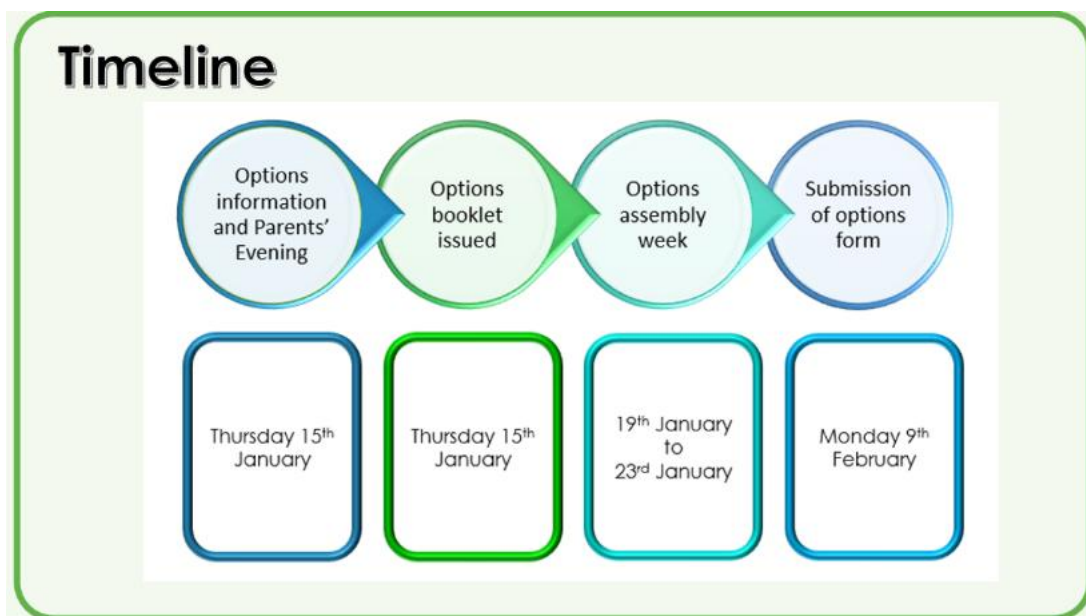 Timeline
Options
information
and Parents’
Evening
Options
booklet
issued
Options
assembly
week
Submission
of options
form
Thursday 15th
January
Thursday 15th
January
19th January
to
23rd January
Monday 9th
February